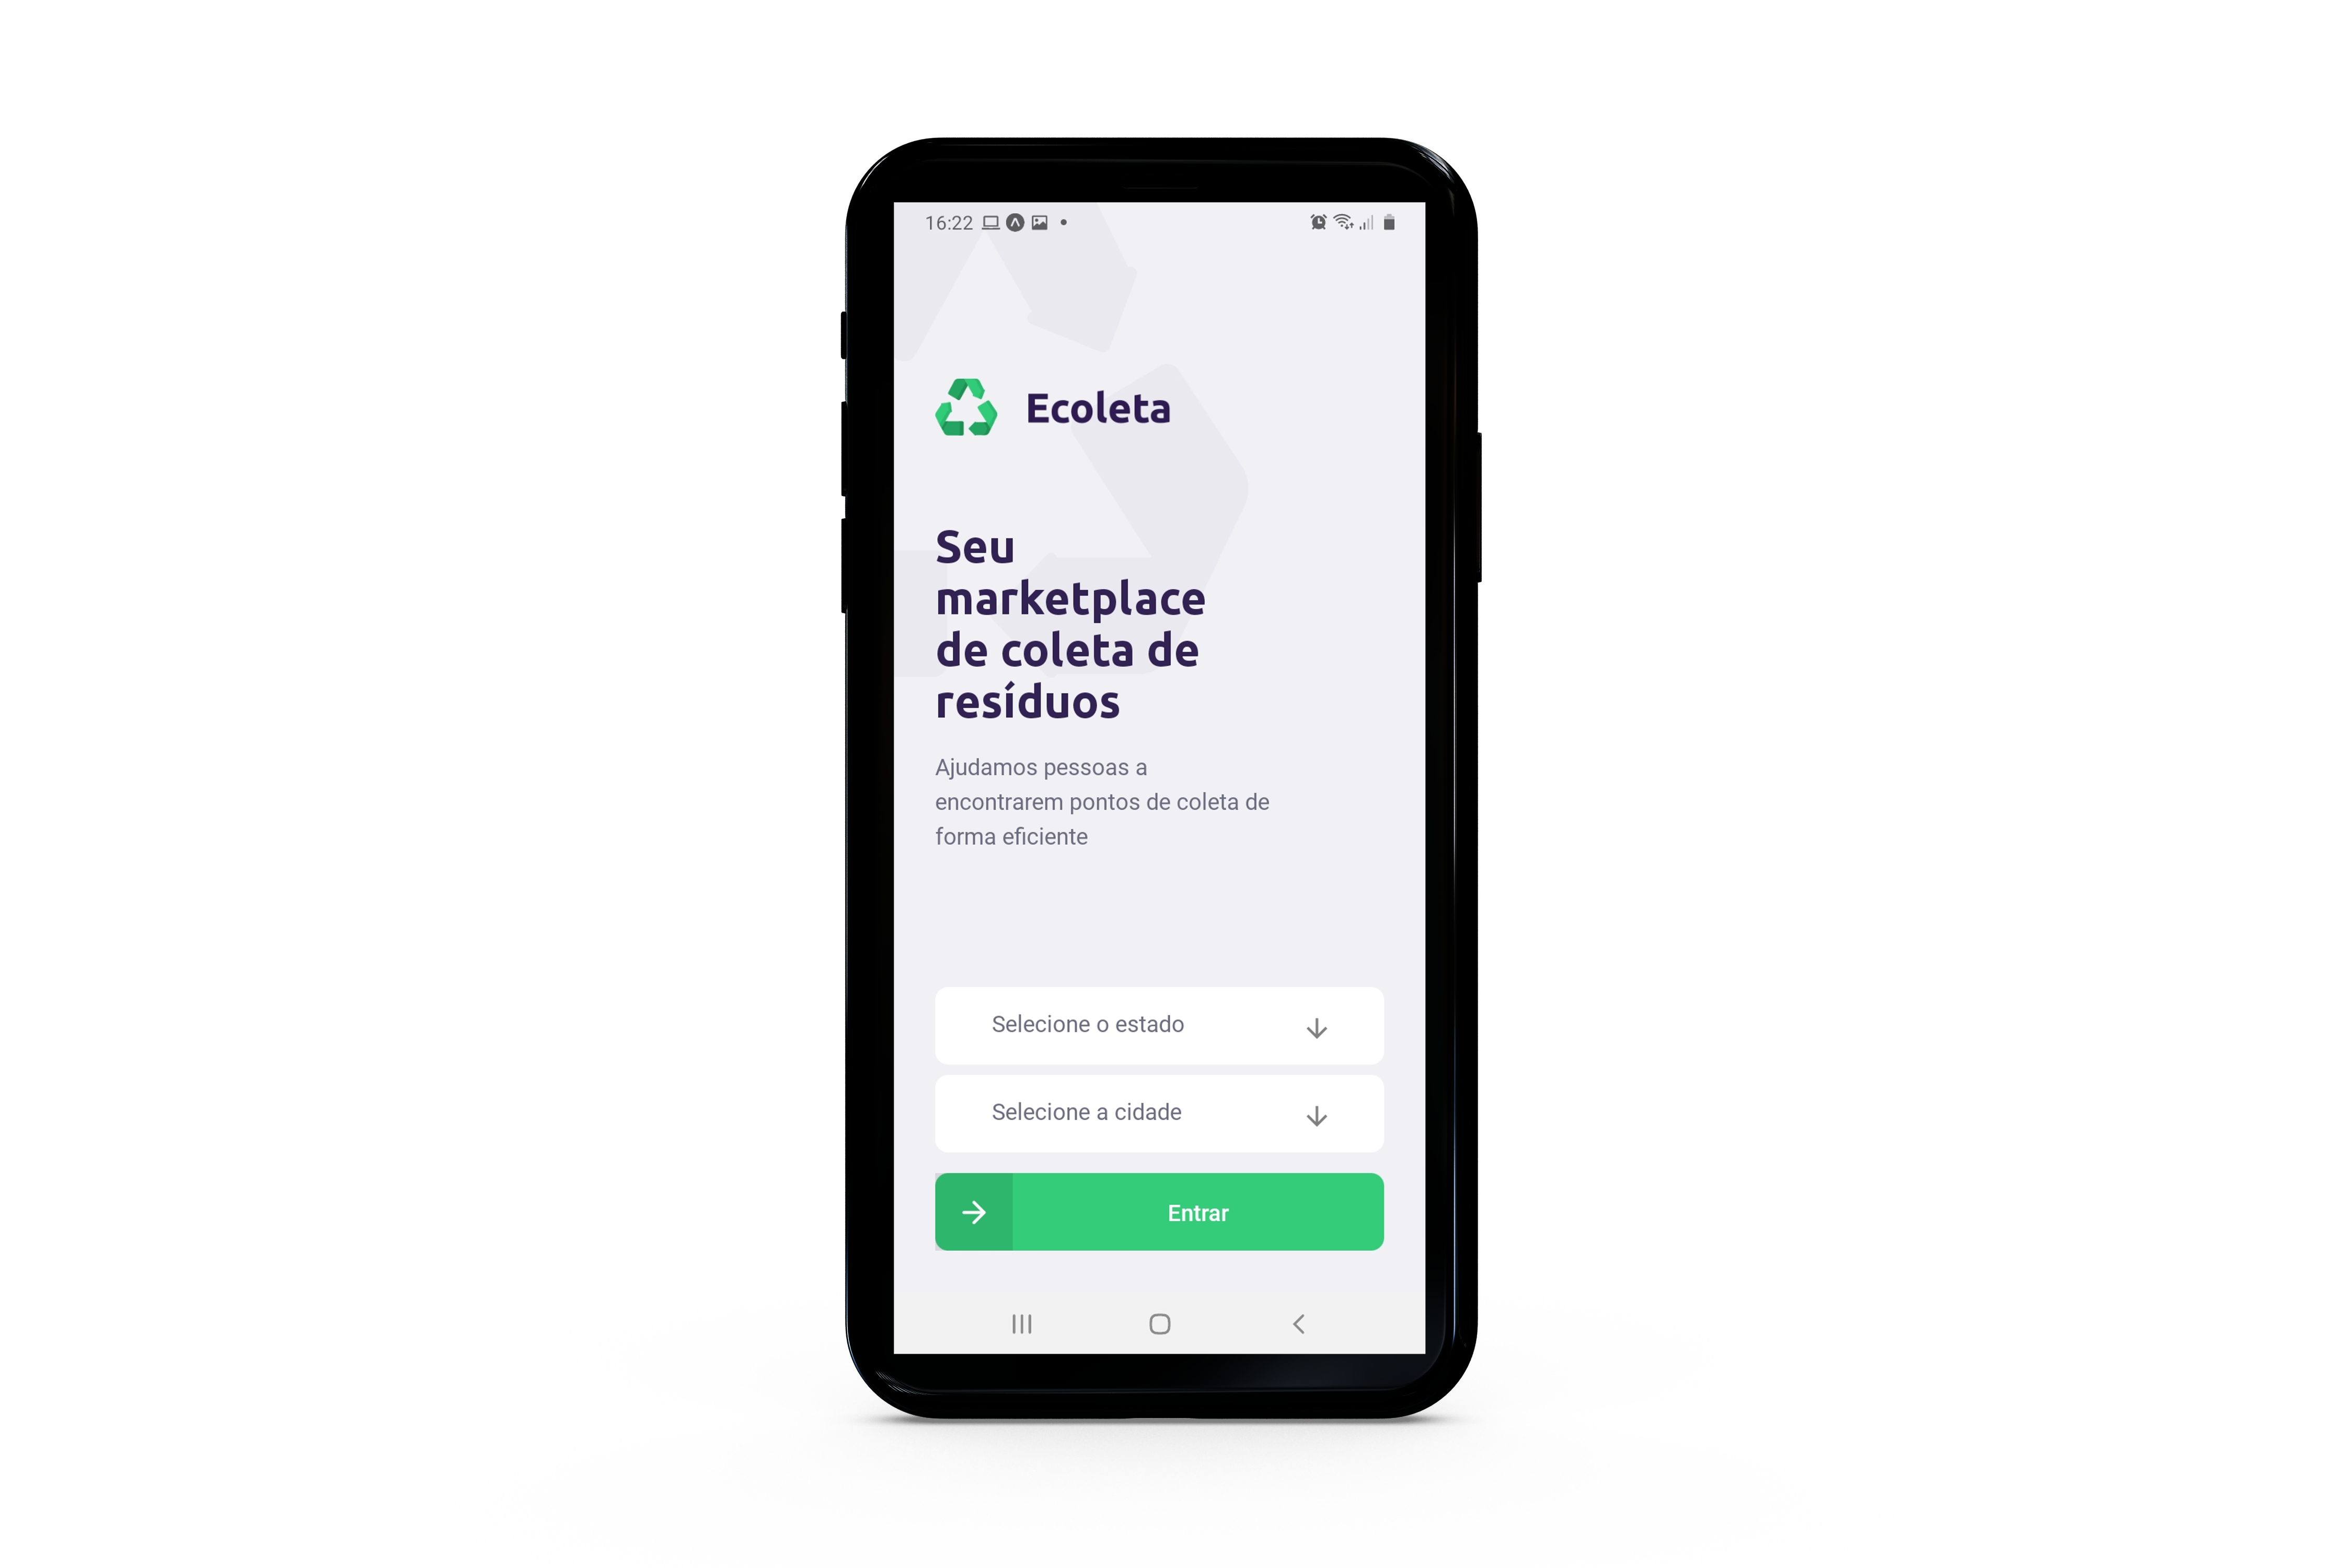 16:22
Ecoleta
Seu
marketplace
de coleta de
resíduos
Ajudamos pessoas a
encontrarem pontos de coleta de
forma eficiente
Selecione o estado
Selecione a cidade
Entrar